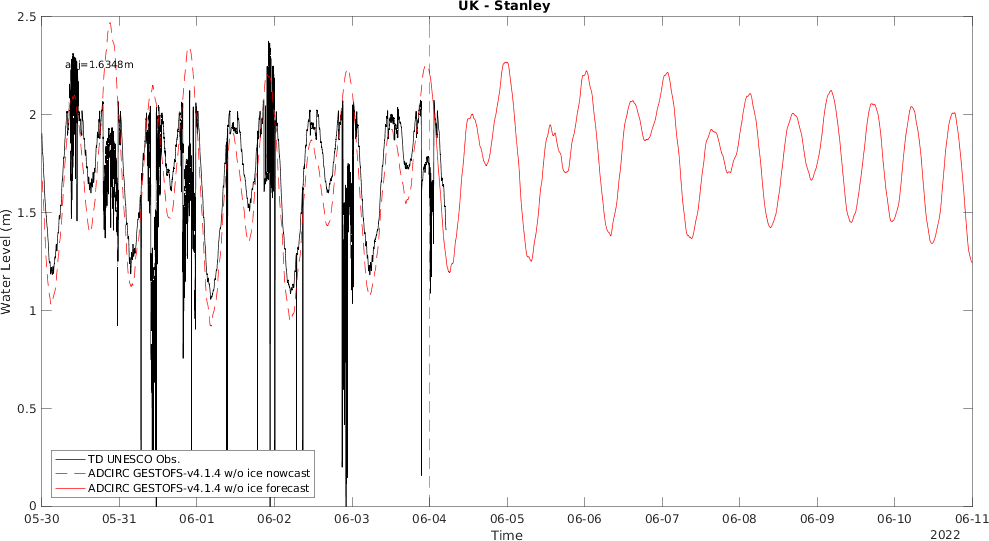 UK - Stanley
adj=1.6348m
Water Level (m)
2.5
2
1.5
1
0.5
0
TD UNESCO Obs.
ADCIRC GESTOFS-v4.1.4 w/o ice nowcast
ADCIRC GESTOFS-v4.1.4 w/o ice forecast
05-30 05-31 06-01 06-02 06-03 06-04 06-05 06-06 06-07 06-08 06-09 06-10 06-11
Time
2022